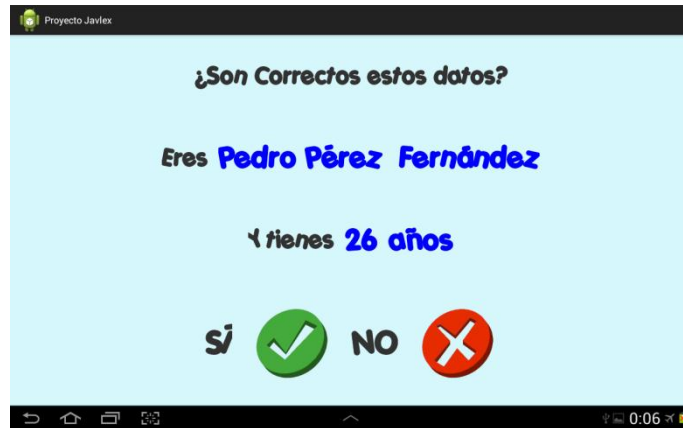 Proyecto Javlex
¿Son Correctos estos datos?
Eres Pedro Pérez Fernández
Y tienes 26 años
SÍ NO
0:06